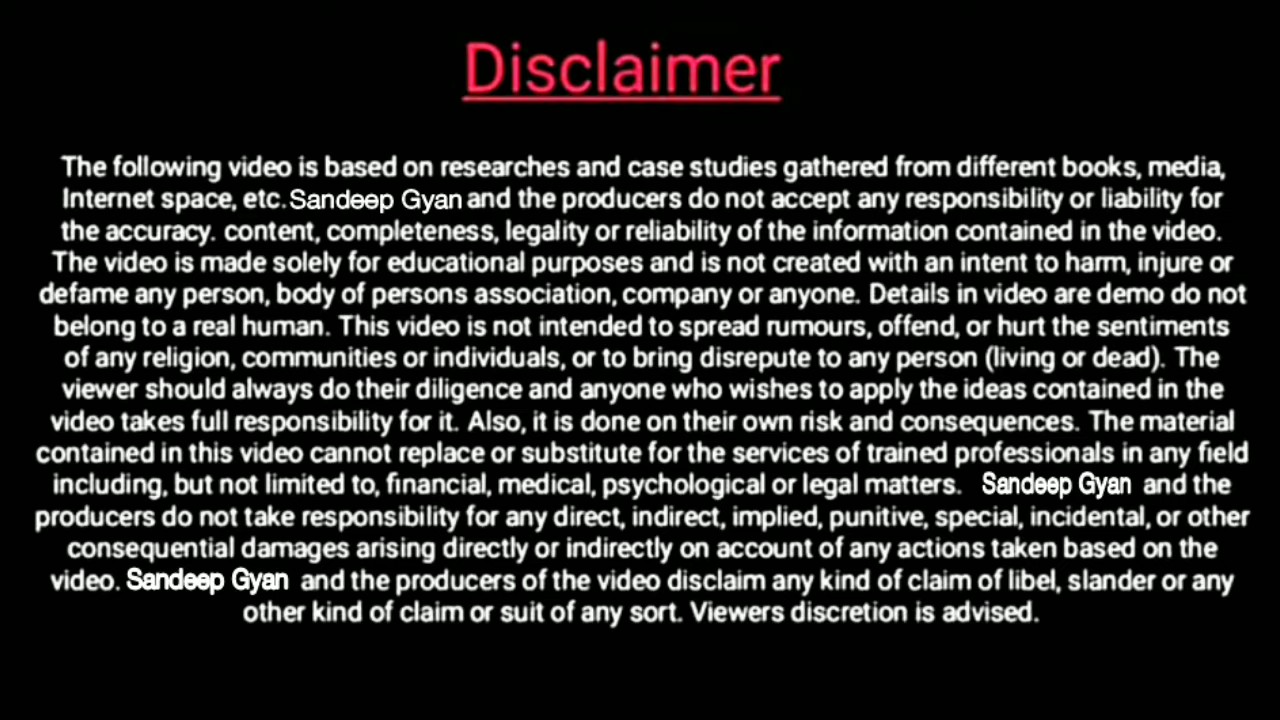 Disclaimer
The following video is based on researches and case studies gathered from different books, media,
Internet space, etc. Sandeep Gyan and the producers do not accept any responsibility or liability for
the accuracy. content, completeness, legality or reliability of the information contained in the video.
The video is made solely for educational purposes and is not created with an intent to harm, injure or
defame any person, body of persons association, company or anyone. Details in video are demo do not
belong to a real human. This video is not intended to spread rumours, offend, or hurt the sentiments
of any religion, communities or individuals, or to bring disrepute to any person (living or dead). The
viewer should always do their diligence and anyone who wishes to apply the ideas contained in the
video takes full responsibility for it. Also, it is done on their own risk and consequences. The material
contained in this video cannot replace or substitute for the services of trained professionals in any field
including, but not limited to, financial, medical, psychological or legal matters. Sandeep Gyan and the
producers do not take responsibility for any direct, indirect, implied, punitive, special, incidental, or other
consequential damages arising directly or indirectly on account of any actions taken based on the
video. Sandeep Gyan and the producers of the video disclaim any kind of claim of libel, slander or any
other kind of claim or suit of any sort. Viewers discretion is advised.